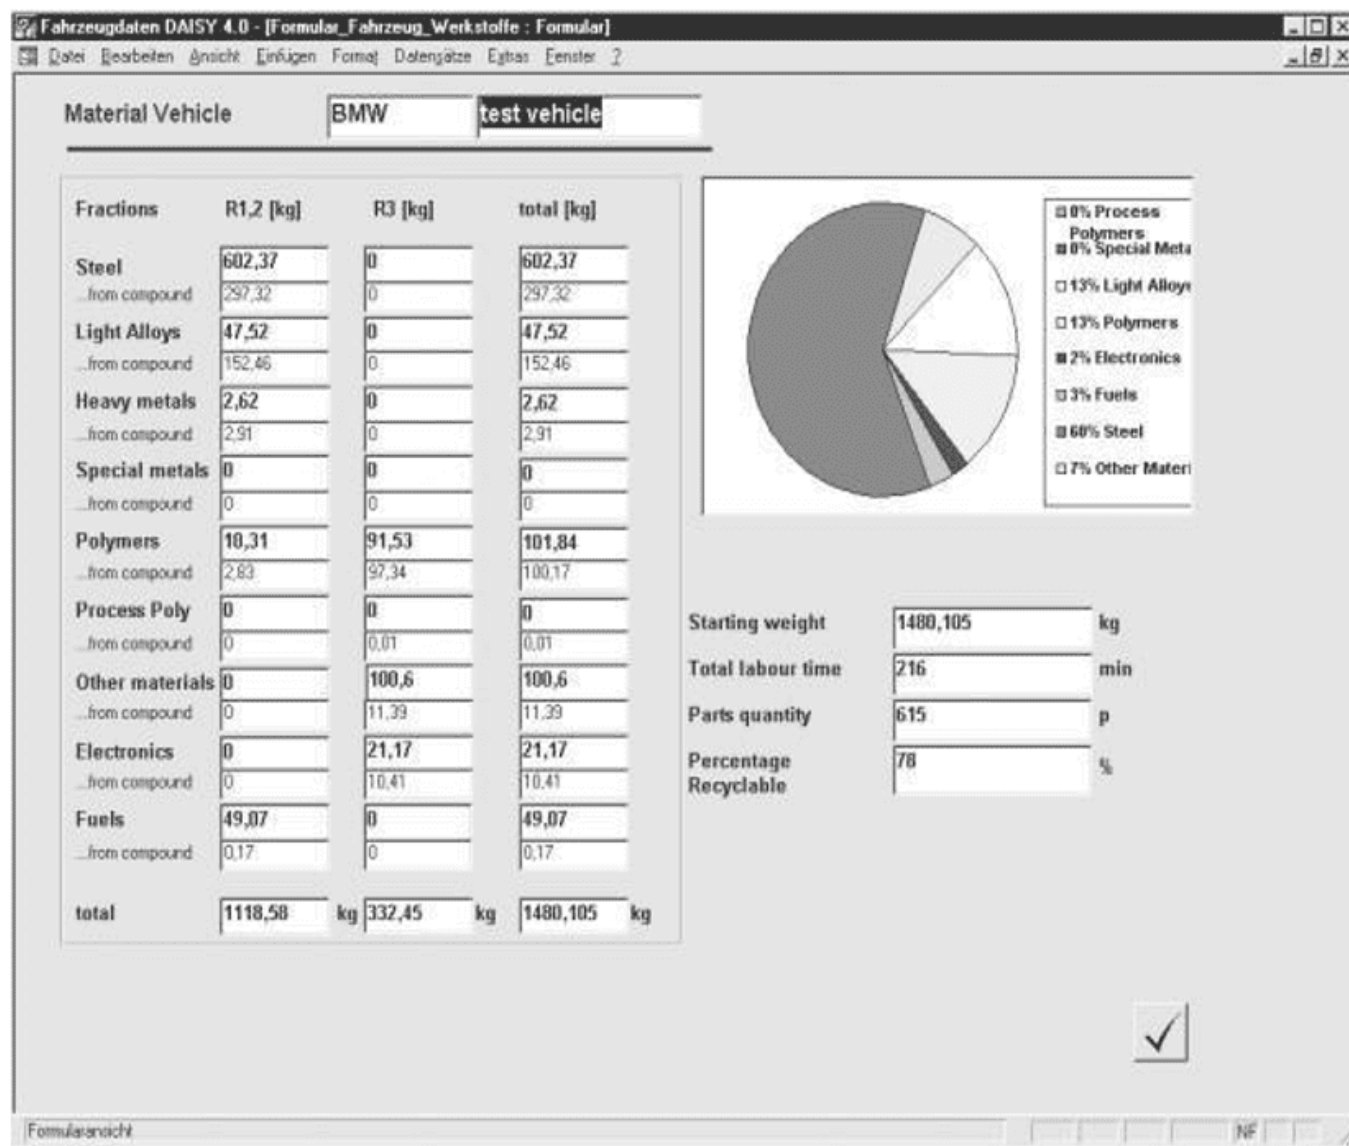 Fahrzeugdaten DAISY 4.0 - [Formular_Fahrzeug_Werkstoffe : Formular]
Datei Bearbeiten Ansicht Einfügen Format Datensätze Extras Fenster ?
Material Vehicle BMW test vehicle
Fractions R1,2 [kg] R3 [kg] total [kg]
Steel 602,37 0 602,37
...from compound 297,32 0 297,32
Light Alloys 47,52 0 47,52
...from compound 152,46 0 152,46
Heavy metals 2,62 0 2,62
...from compound 2,91 0 2,91
Special metals 0 0 0
...from compound 0 0 0
Polymers 10,31 91,53 101,84
...from compound 2,83 97,34 100,17
Process Poly 0 0 0
...from compound 0 0,01 0,01
Other materials 0 100,6 100,6
...from compound 0 11,39 11,39
Electronics 0 21,17 21,17
...from compound 0 10,41 10,41
Fuels 49,07 0 49,07
...from compound 0,17 0 0,17
total 1118,58 kg 332,45 kg 1480,105 kg
0% Process
Polymers
0% Special Meta
13% Light Alloys
13% Polymers
2% Electronics
3% Fuels
60% Steel
7% Other Materi
Starting weight 1480,105 kg
Total labour time 216 min
Parts quantity 615 p
Percentage 78 %
Recyclable
Formularansicht NF